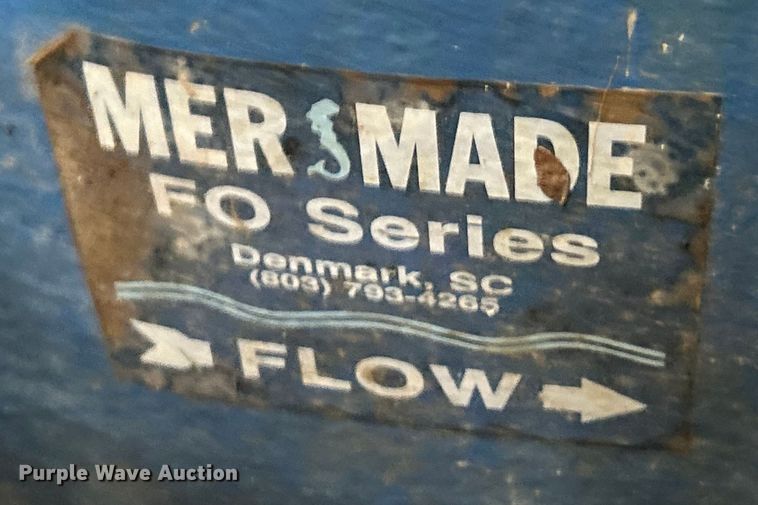 MER MADE
FO Series
Denmark, SC
(803) 793-4265
FLOW
Purple Wave Auction